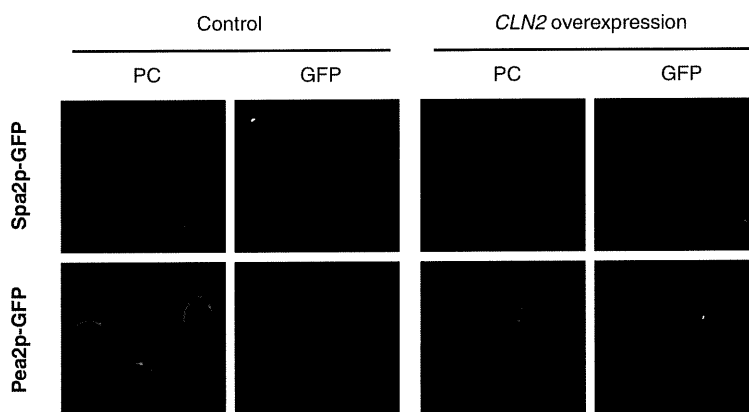 Control
CLN2 overexpression
PC
GFP
PC
GFP
Spa2p-GFP
Pea2p-GFP